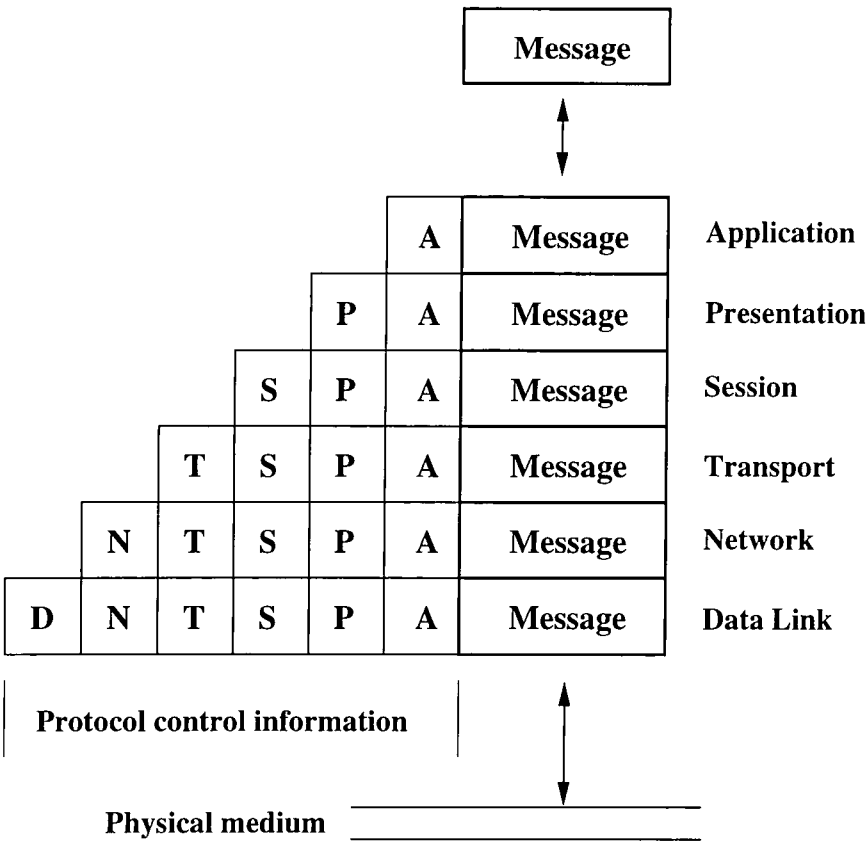 Message
A Message Application
P A Message Presentation
S P A Message Session
T S P A Message Transport
N T S P A Message Network
D N T S P A Message Data Link
Protocol control information
Physical medium